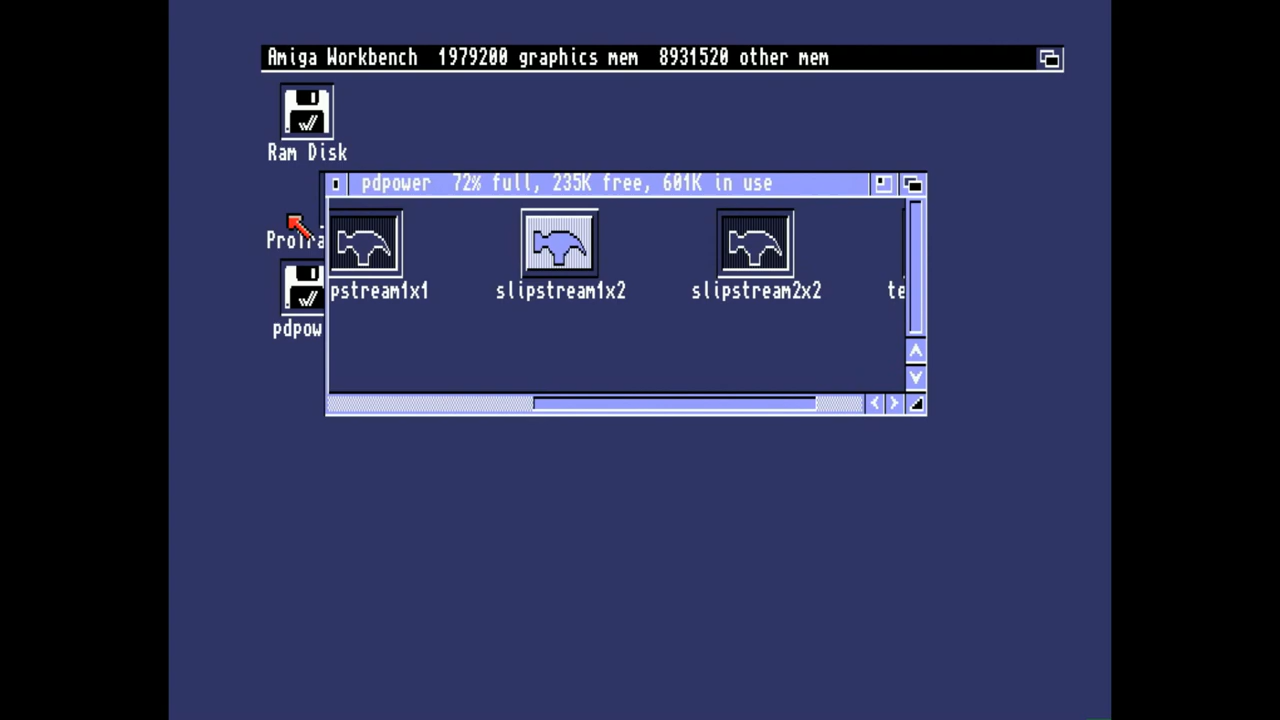 Amiga Workbench 1979200 graphics mem 8931520 other mem
Ram Disk
pdpower 72% full, 235K free, 601K in use
pstream1x1 slipstream1x2 slipstream2x2 te
pdpow